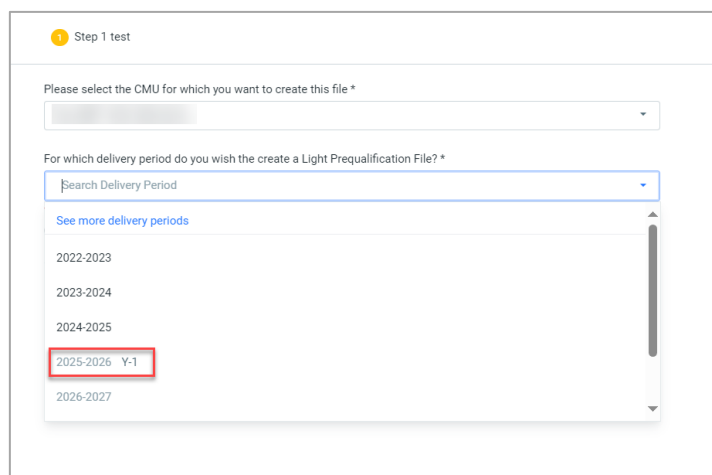 1 Step 1 test
Please select the CMU for which you want to create this file *
For which delivery period do you wish the create a Light Prequalification File? *
Search Delivery Period
See more delivery periods
2022-2023
2023-2024
2024-2025
2025-2026 Y-1
2026-2027